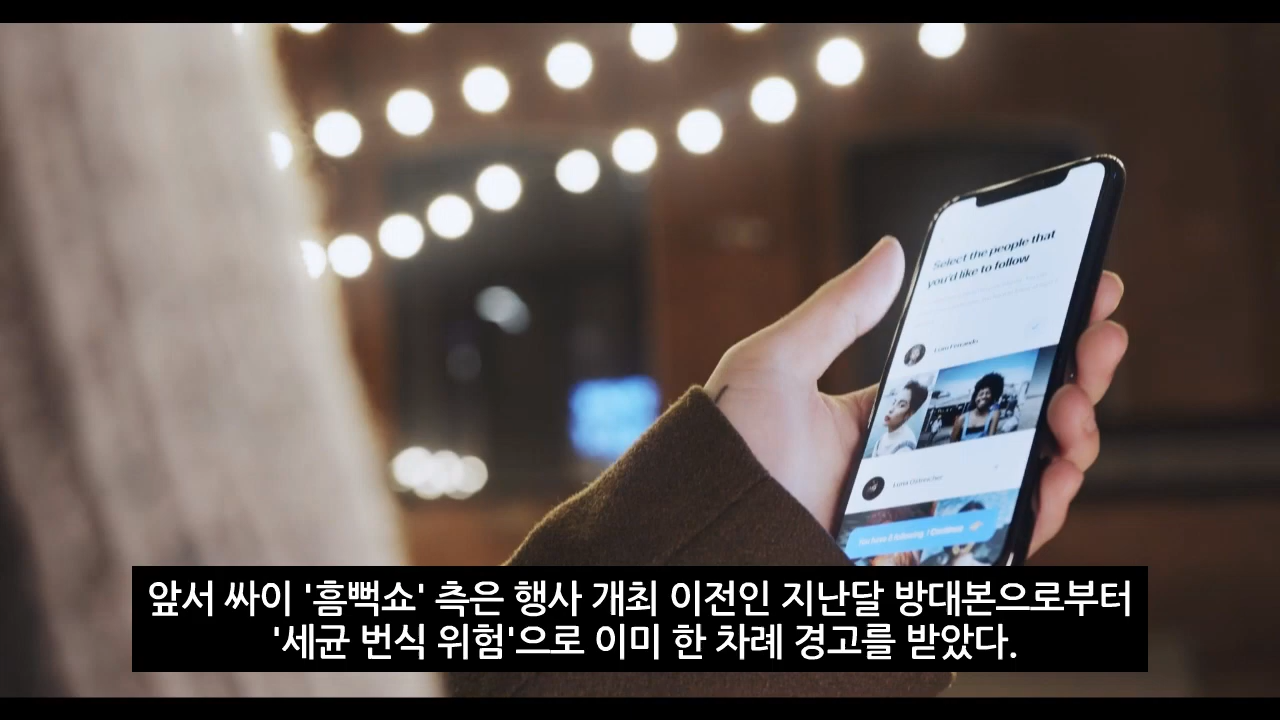 Select the people that
you'd like to follow
앞서 싸이 '흠뻑쇼' 측은 행사 개최 이전인 지난달 방대본으로부터
'세균 번식 위험'으로 이미 한 차례 경고를 받았다.